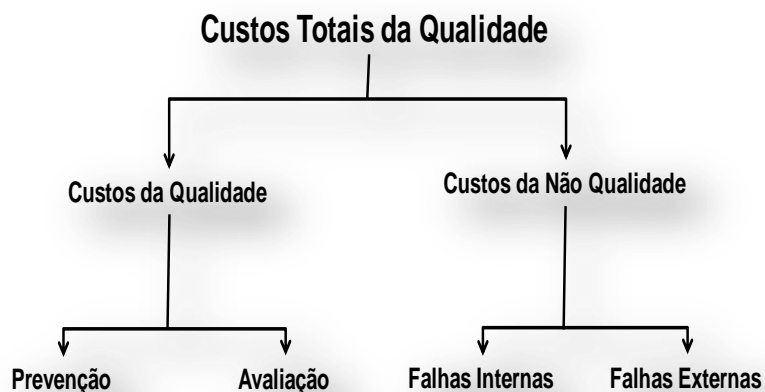 Custos Totais da Qualidade
Custos da Qualidade
Custos da Não Qualidade
Prevenção
Avaliação
Falhas Internas
Falhas Externas